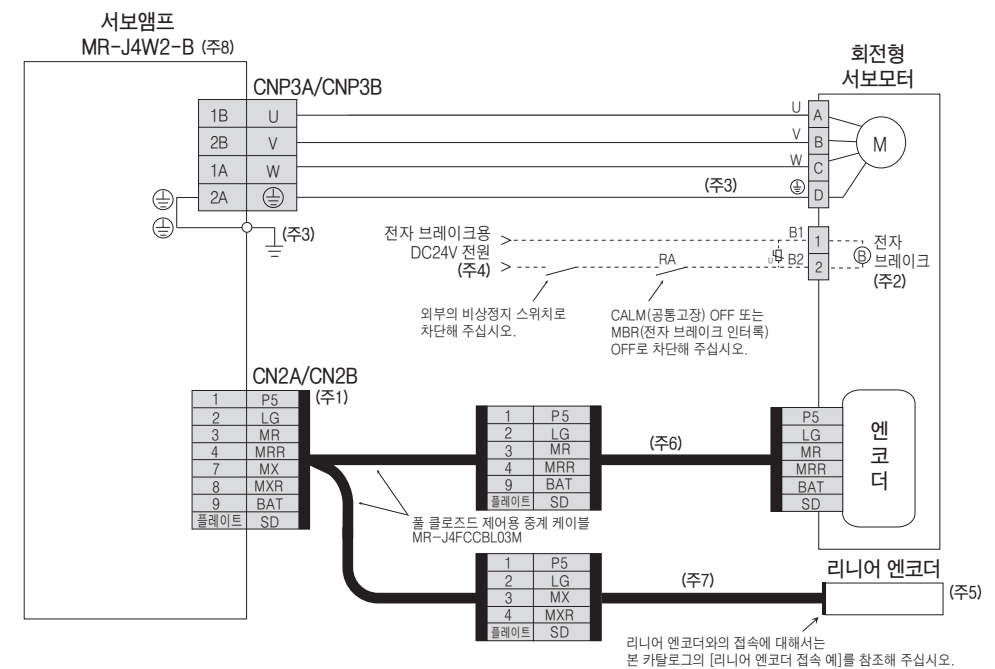 서보앰프
MR-J4W2-B (주8)
회전형
서보모터
CNP3A/CNP3B
1B U
2B V
1A W
2A
(주3)
U A
V B
W C
D
M
(주3)
전자 브레이크용
DC24V 전원
(주4)
RA
B1 1
U B2 2
B
전자
브레이크
(주2)
외부의 비상정지 스위치로
차단해 주십시오.
CALM(공통고장) OFF 또는
MBR(전자 브레이크 인터록)
OFF로 차단해 주십시오.
CN2A/CN2B
(주1)
1 P5
2 LG
3 MR
4 MRR
7 MX
8 MXR
9 BAT
플레이트 SD
1 P5
2 LG
3 MR
4 MRR
9 BAT
플레이트 SD
(주6)
P5
LG
MR
MRR
BAT
SD
엔
코
더
풀 클로즈드 제어용 중계 케이블
MR-J4FCCBL03M
1 P5
2 LG
3 MX
4 MXR
플레이트 SD
(주7)
리니어 엔코더
(주5)
리니어 엔코더와의 접속에 대해서는
본 카탈로그의 [리니어 엔코더 접속 예]를 참조해 주십시오.